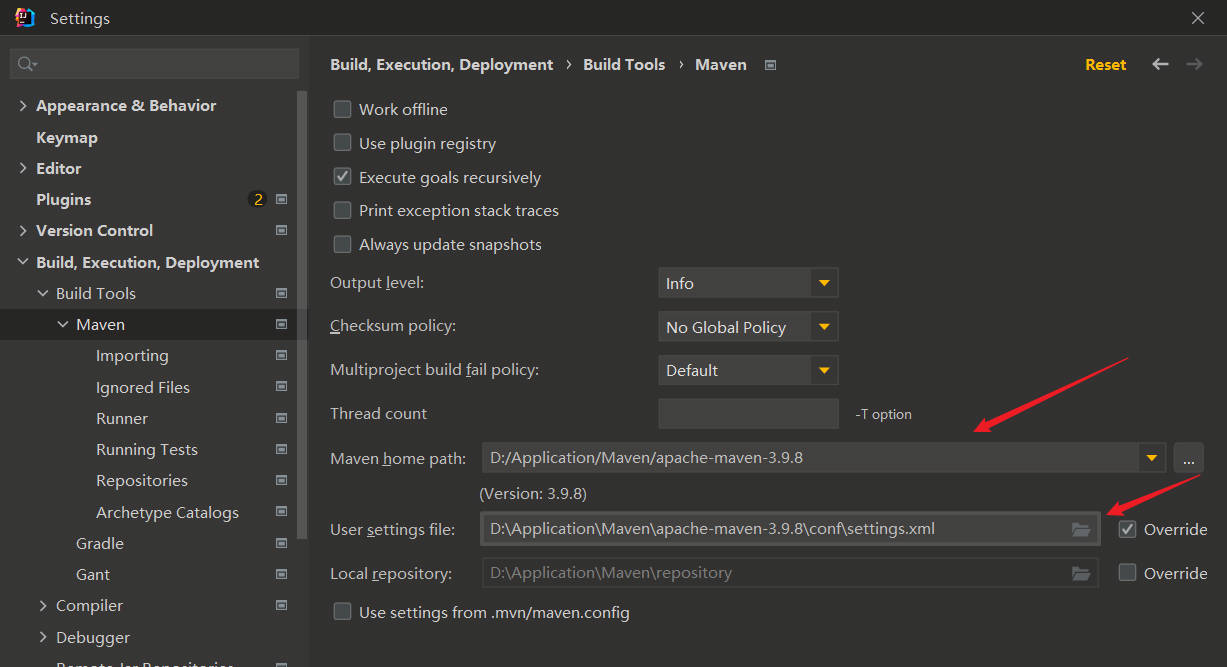 Settings
Build, Execution, Deployment › Build Tools › Maven
Reset
Appearance & Behavior
Keymap
Editor
Plugins 2
Version Control
Build, Execution, Deployment
Build Tools
Maven
Importing
Ignored Files
Runner
Running Tests
Repositories
Archetype Catalogs
Gradle
Gant
Compiler
Debugger
Remote Jar Repositories
Work offline
Use plugin registry
Execute goals recursively
Print exception stack traces
Always update snapshots
Output level: Info
Checksum policy: No Global Policy
Multiproject build fail policy: Default
Thread count -T option
Maven home path: D:/Application/Maven/apache-maven-3.9.8 ...
(Version: 3.9.8)
User settings file: D:\Application\Maven\apache-maven-3.9.8\conf\settings.xml Override
Local repository: D:\Application\Maven\repository Override
Use settings from .mvn/maven.config